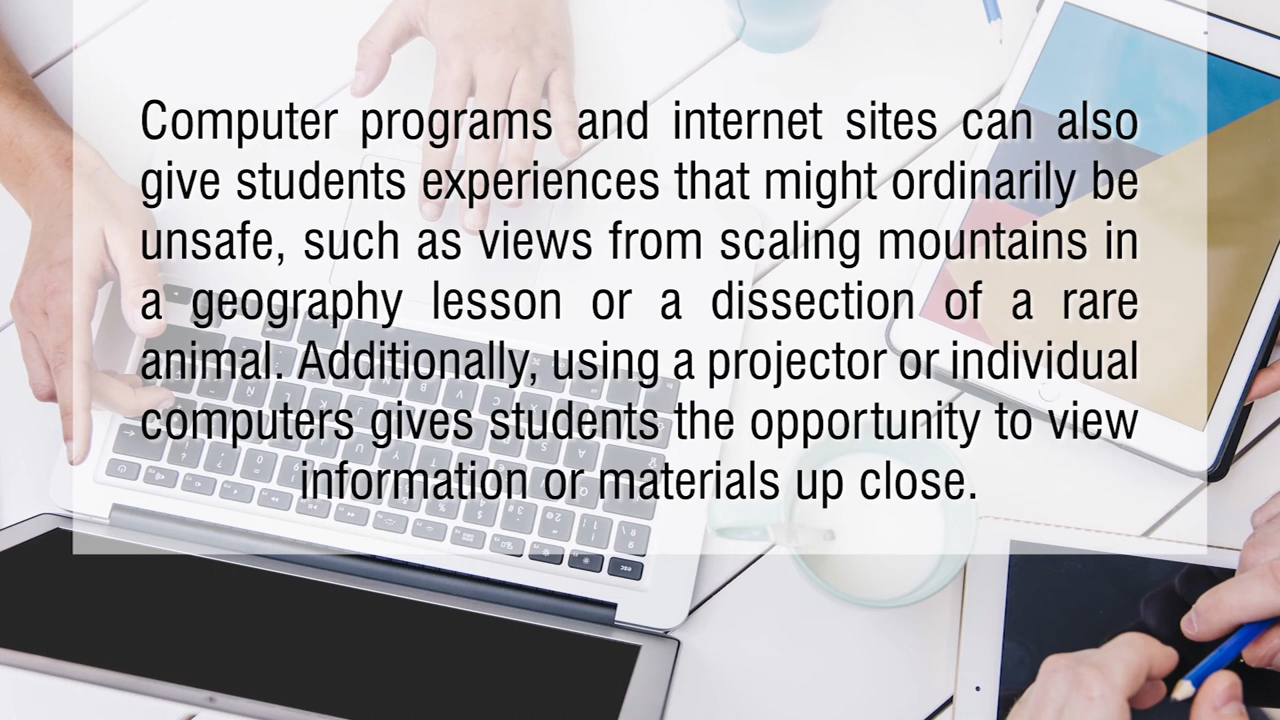 Computer programs and internet sites can also
give students experiences that might ordinarily be
unsafe, such as views from scaling mountains in
a geography lesson or a dissection of a rare
animal. Additionally, using a projector or individual
computers gives students the opportunity to view
information or materials up close.